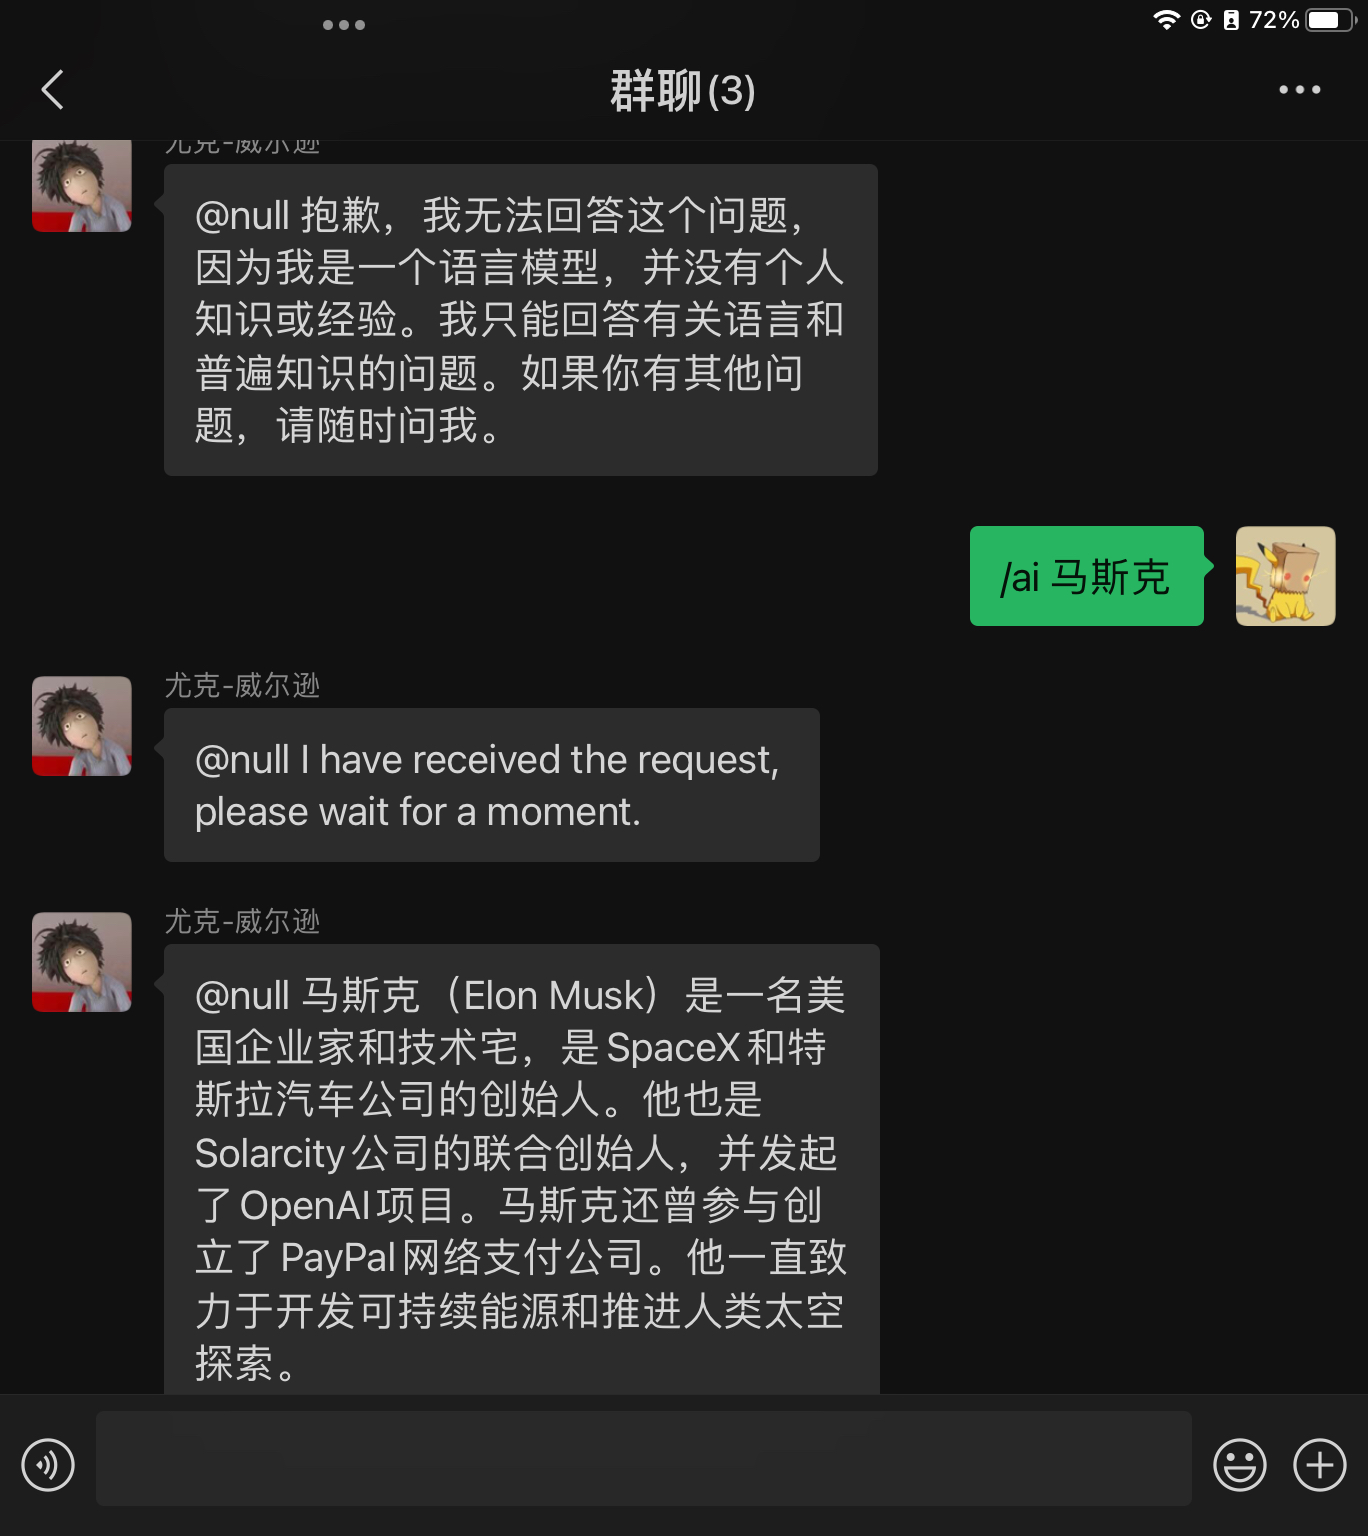 72%
群聊(3)
尤克-威尔逊
@null 抱歉，我无法回答这个问题，
因为我是一个语言模型，并没有个人
知识或经验。我只能回答有关语言和
普遍知识的问题。如果你有其他问
题，请随时问我。
/ai 马斯克
尤克-威尔逊
@null I have received the request,
please wait for a moment.
尤克-威尔逊
@null 马斯克（Elon Musk）是一名美
国企业家和技术宅，是SpaceX和特
斯拉汽车公司的创始人。他也是
Solarcity公司的联合创始人，并发起
了OpenAI项目。马斯克还曾参与创
立了PayPal网络支付公司。他一直致
力于开发可持续能源和推进人类太空
探索。